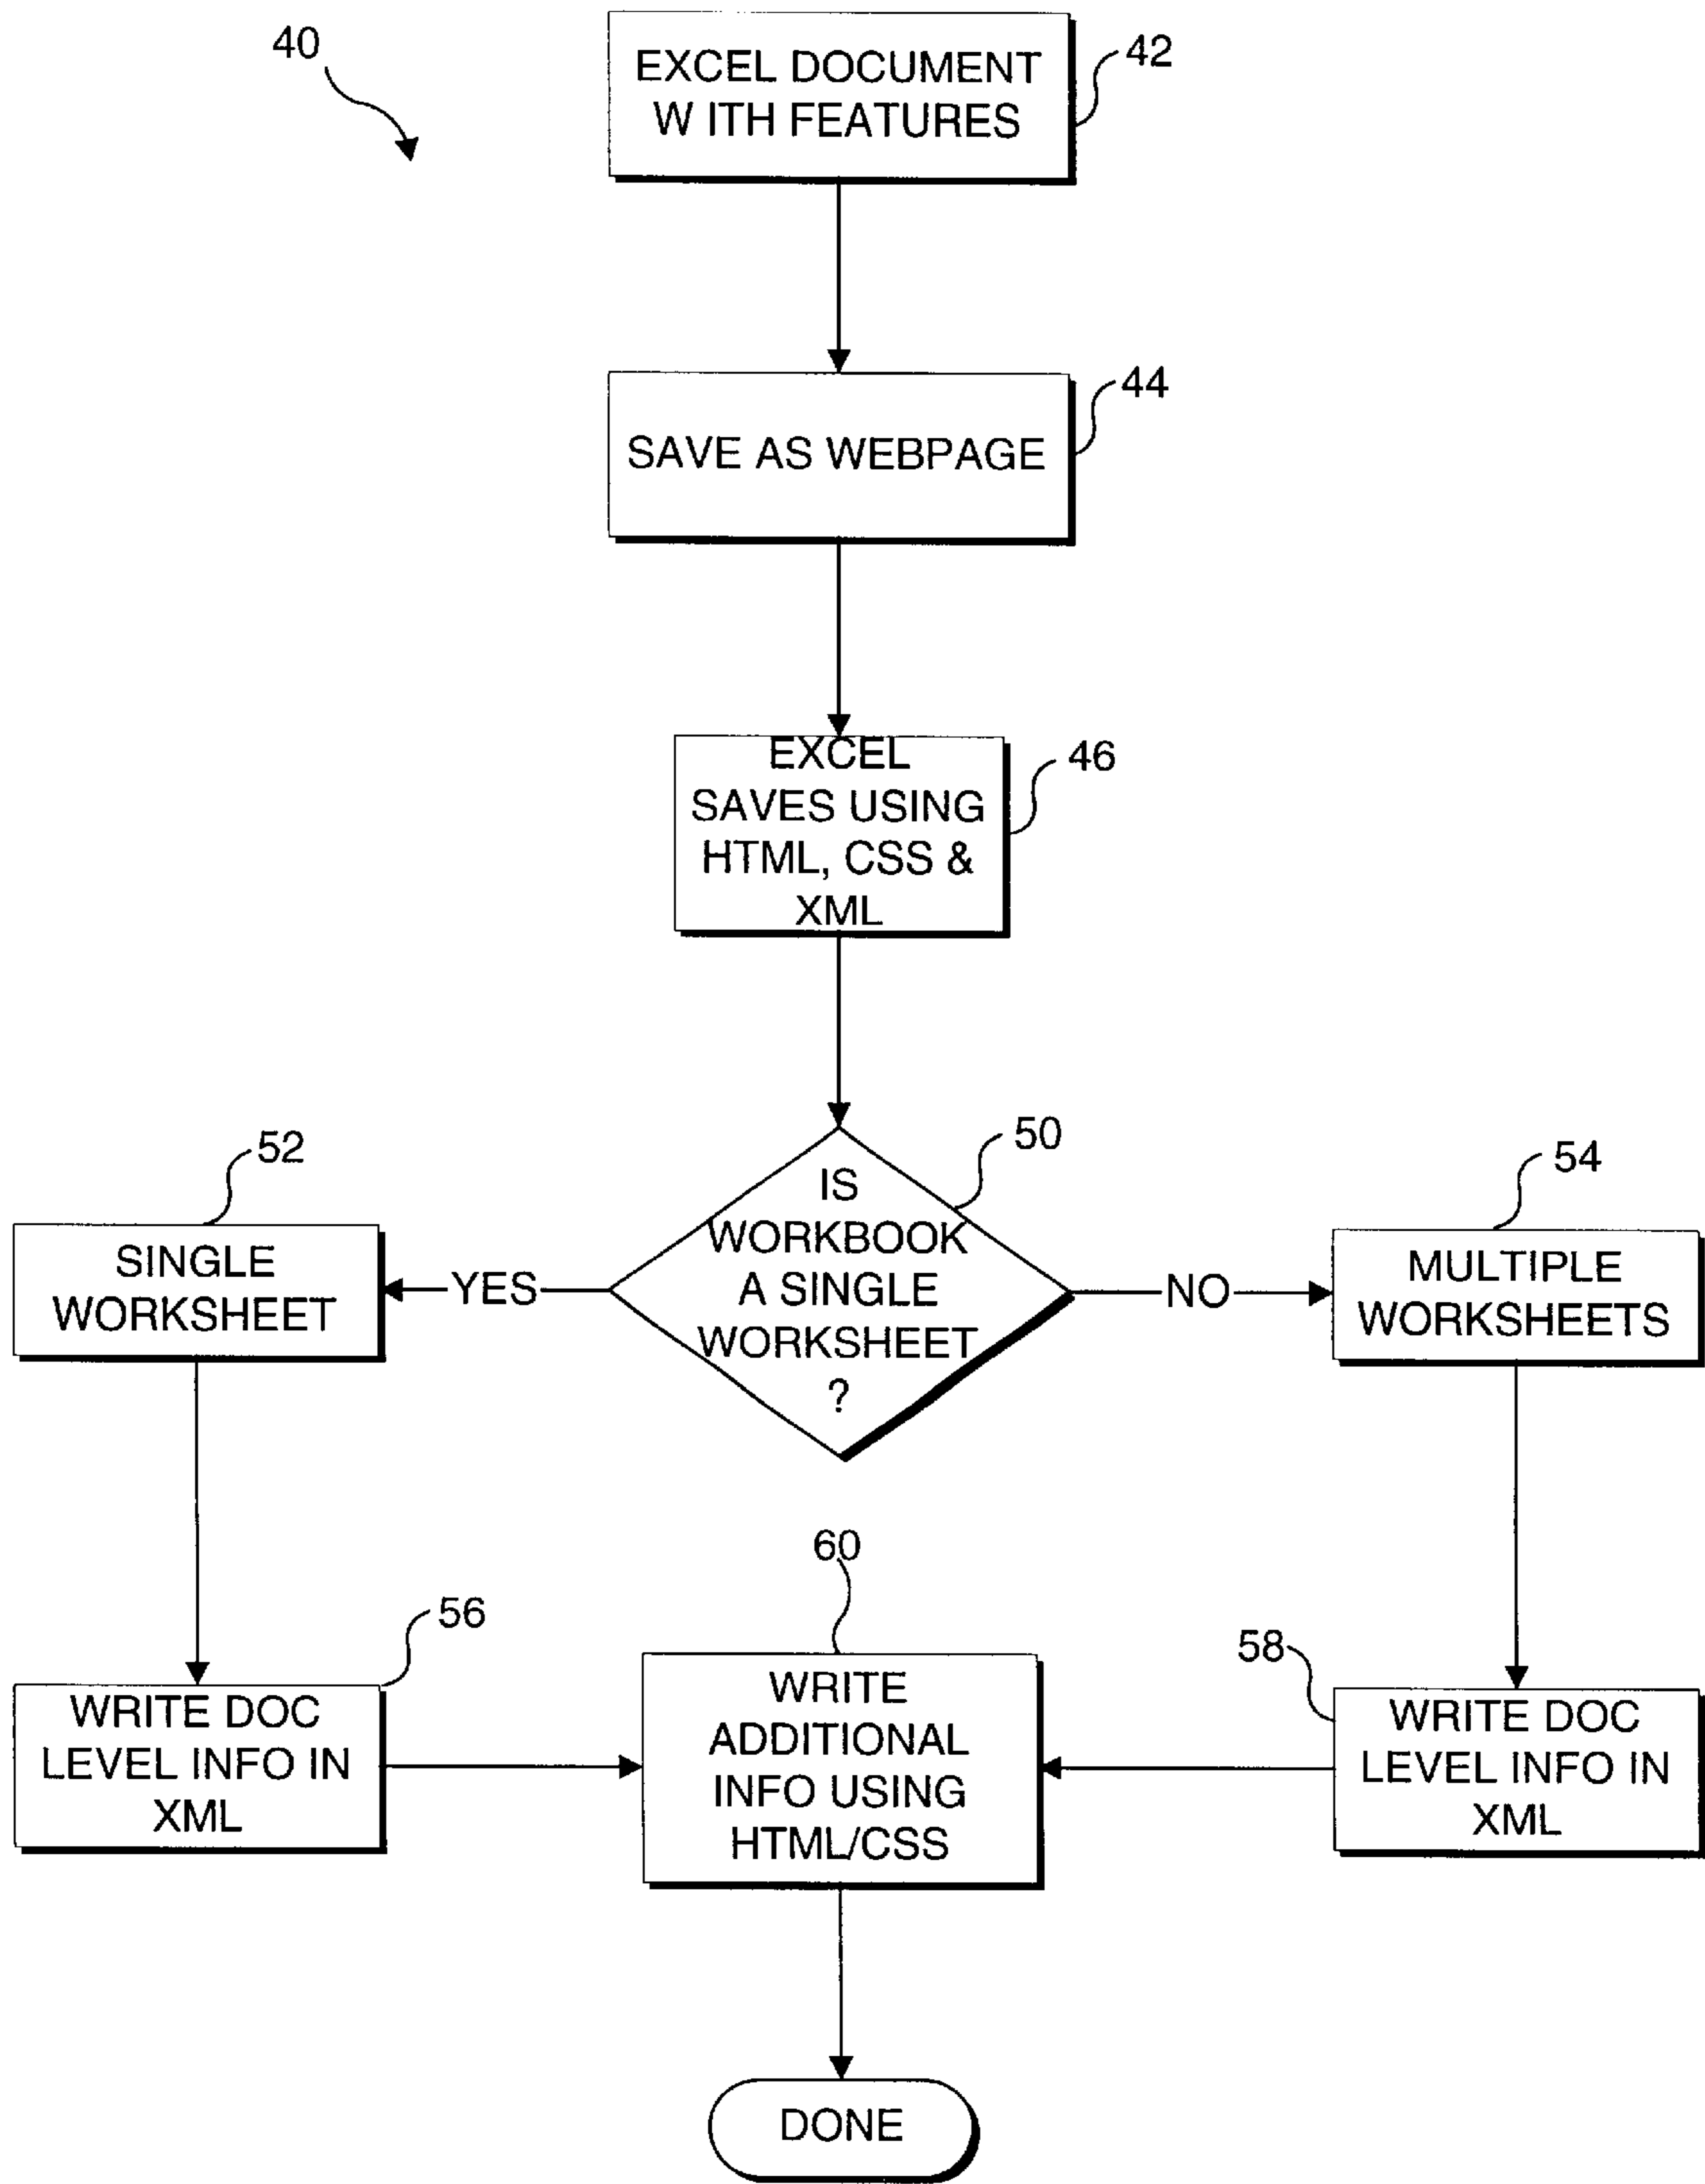 40
EXCEL DOCUMENT
W ITH FEATURES
42
SAVE AS WEBPAGE
44
EXCEL
SAVES USING
HTML, CSS &
XML
46
IS
WORKBOOK
A SINGLE
WORKSHEET
?
50
YES
NO
52
SINGLE
WORKSHEET
54
MULTIPLE
WORKSHEETS
56
WRITE DOC
LEVEL INFO IN
XML
58
WRITE DOC
LEVEL INFO IN
XML
60
WRITE
ADDITIONAL
INFO USING
HTML/CSS
DONE